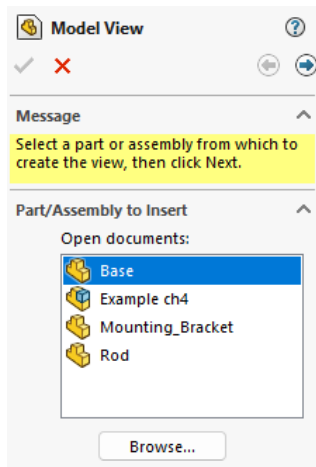 Model View
?
Message
Select a part or assembly from which to
create the view, then click Next.
Part/Assembly to Insert
Open documents:
Base
Example ch4
Mounting_Bracket
Rod
Browse...